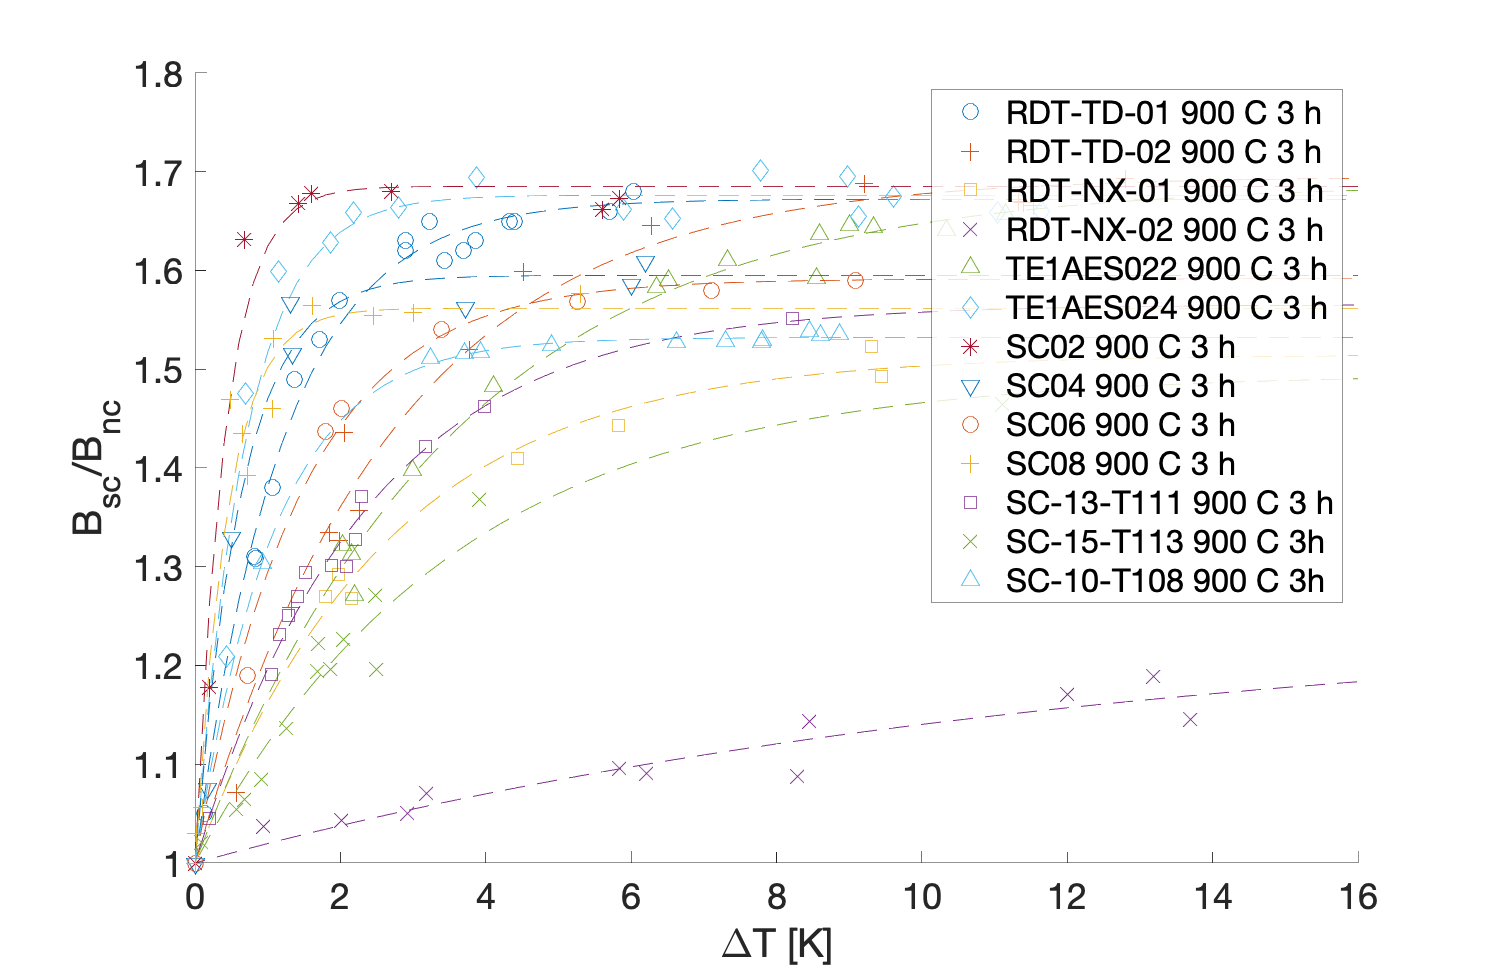 1.8
1.7
1.6
1.5
1.4
1.3
1.2
1.1
1
B_sc/B_nc
0 2 4 6 8 10 12 14 16
ΔT [K]
RDT-TD-01 900 C 3 h
RDT-TD-02 900 C 3 h
RDT-NX-01 900 C 3 h
RDT-NX-02 900 C 3 h
TE1AES022 900 C 3 h
TE1AES024 900 C 3 h
SC02 900 C 3 h
SC04 900 C 3 h
SC06 900 C 3 h
SC08 900 C 3 h
SC-13-T111 900 C 3 h
SC-15-T113 900 C 3h
SC-10-T108 900 C 3h